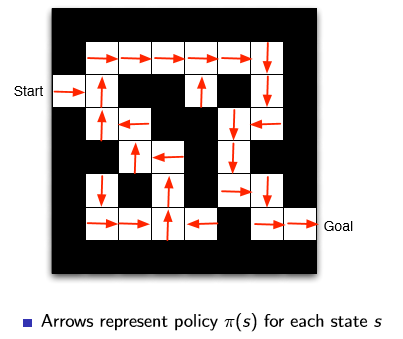 Start
Goal
Arrows represent policy π(s) for each state s